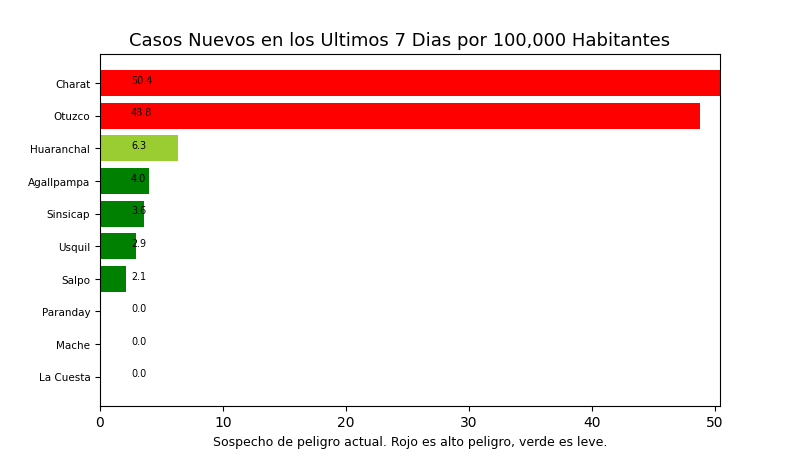 Casos Nuevos en los Ultimos 7 Dias por 100,000 Habitantes
Charat 50.4
Otuzco 48.8
Huaranchal 6.3
Agallpampa 4.0
Sinsicap 3.6
Usquil 2.9
Salpo 2.1
Paranday 0.0
Mache 0.0
La Cuesta 0.0
0 10 20 30 40 50
Sospecho de peligro actual. Rojo es alto peligro, verde es leve.